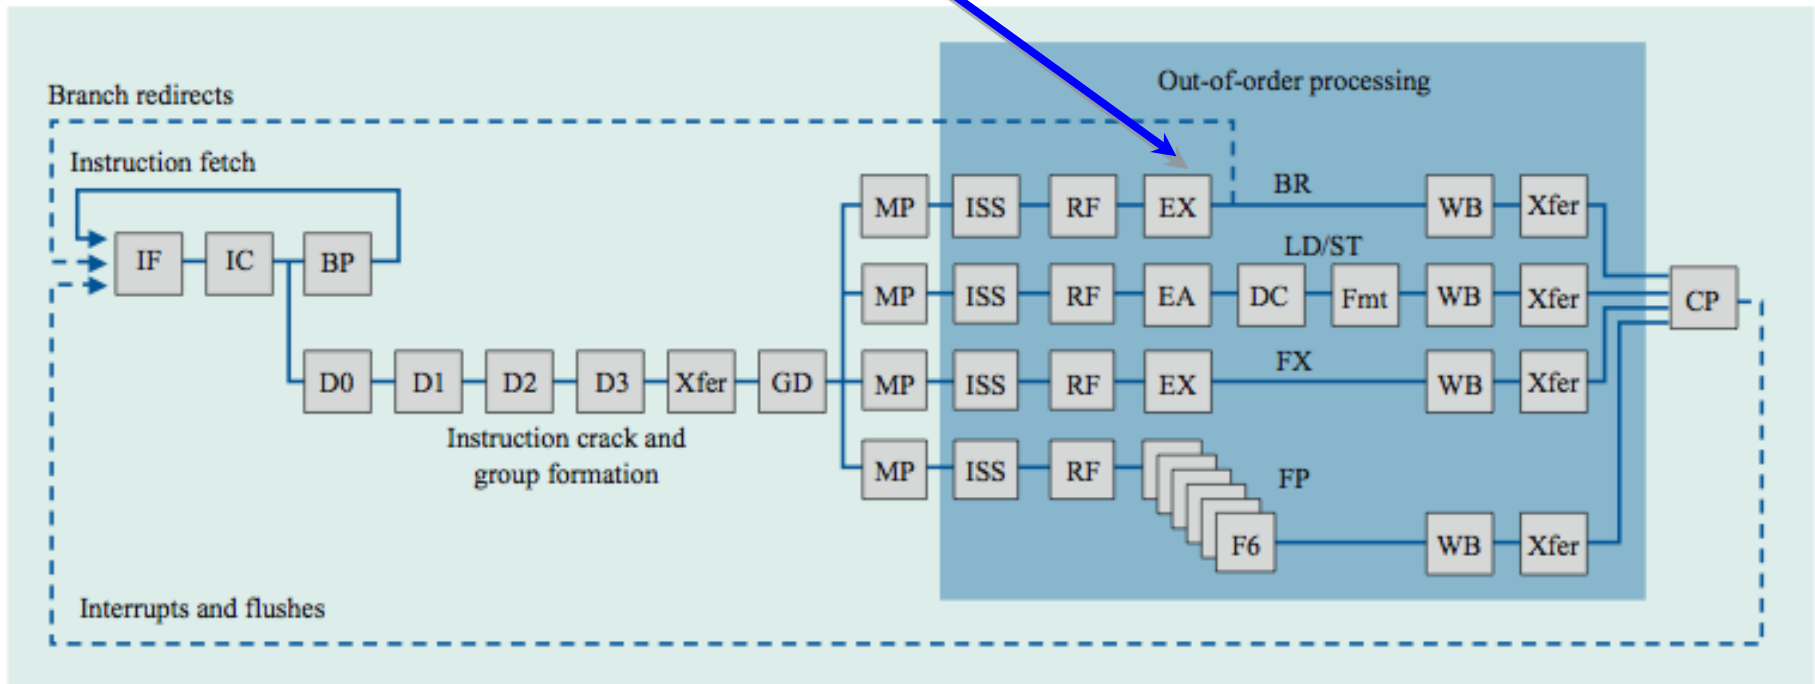 Out-of-order processing
Branch redirects
Instruction fetch
MP ISS RF EX BR WB Xfer
IF IC BP
LD/ST
MP ISS RF EA DC Fmt WB Xfer CP
FX
D0 D1 D2 D3 Xfer GD MP ISS RF EX WB Xfer
Instruction crack and
group formation
MP ISS RF FP
F6 WB Xfer
Interrupts and flushes